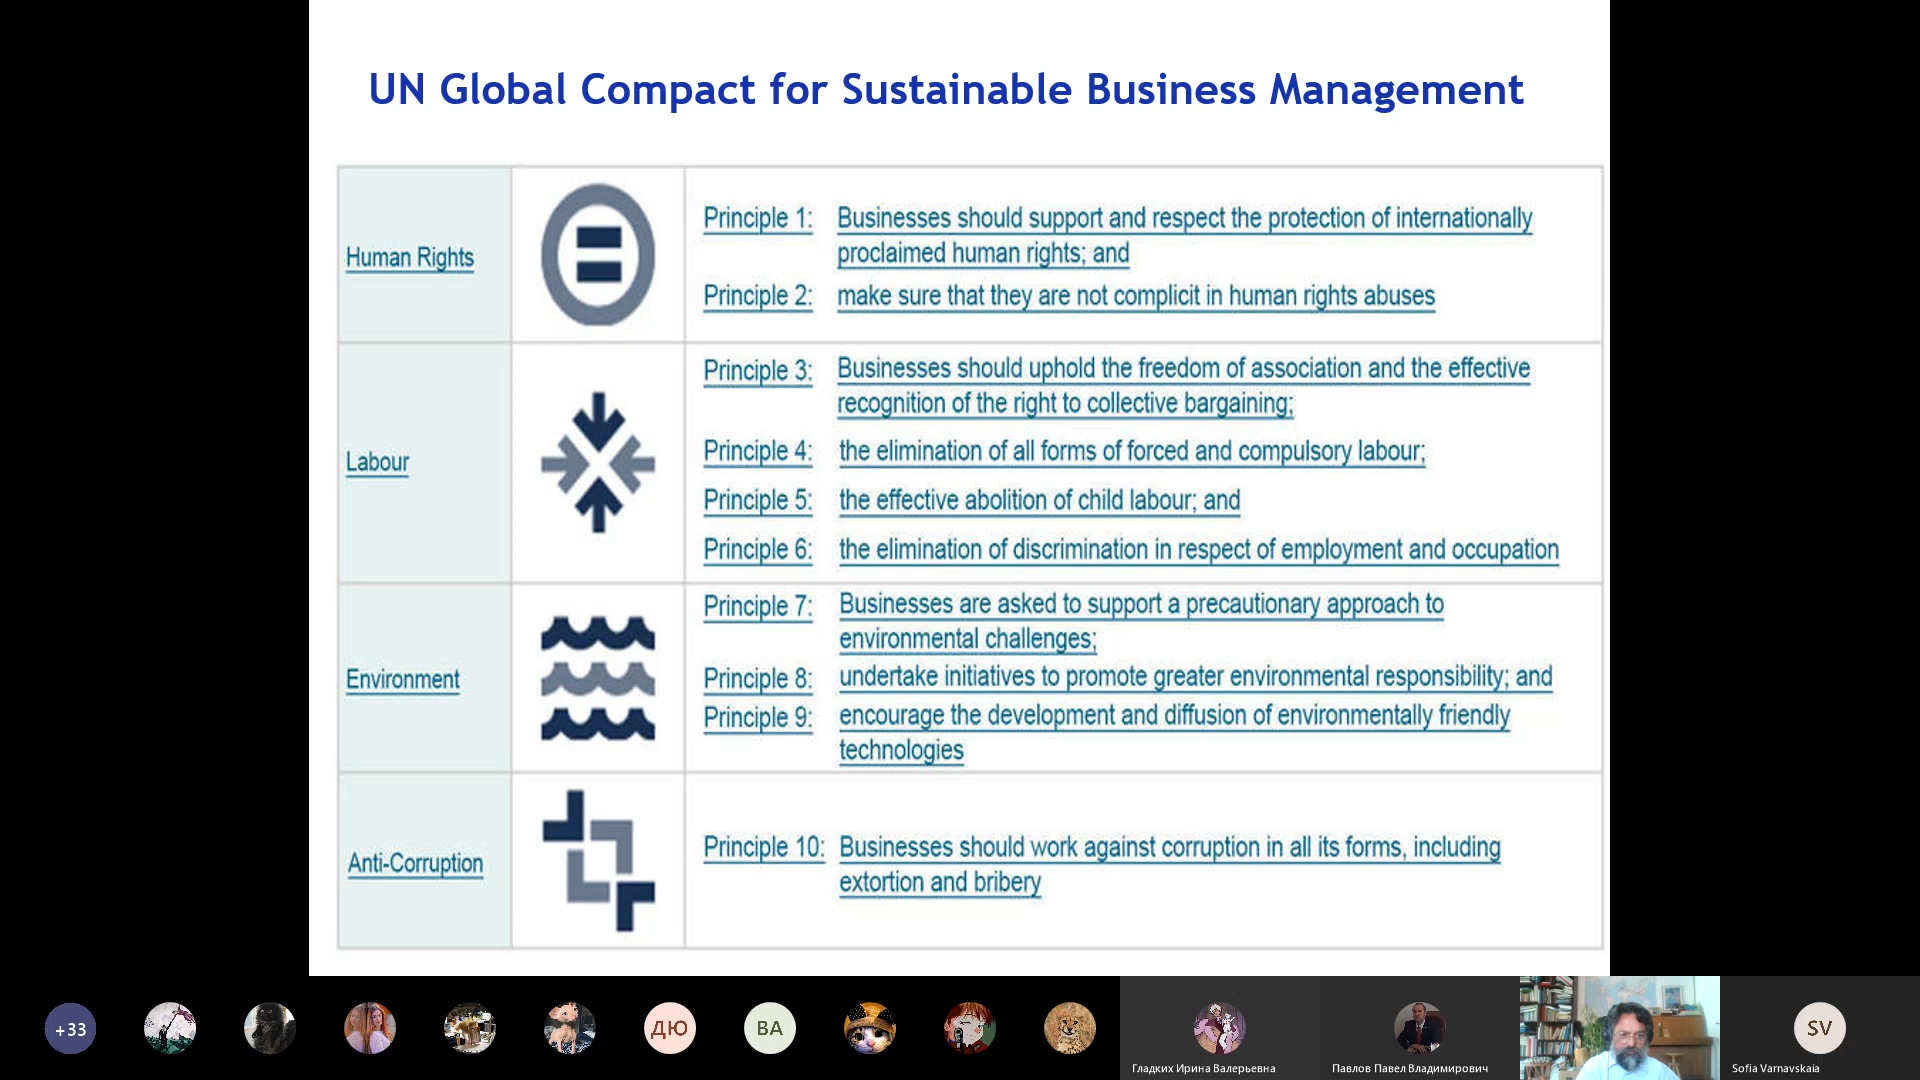 UN Global Compact for Sustainable Business Management
Human Rights
Principle 1: Businesses should support and respect the protection of internationally
proclaimed human rights; and
Principle 2: make sure that they are not complicit in human rights abuses
Labour
Principle 3: Businesses should uphold the freedom of association and the effective
recognition of the right to collective bargaining;
Principle 4: the elimination of all forms of forced and compulsory labour;
Principle 5: the effective abolition of child labour; and
Principle 6: the elimination of discrimination in respect of employment and occupation
Environment
Principle 7: Businesses are asked to support a precautionary approach to
environmental challenges;
Principle 8: undertake initiatives to promote greater environmental responsibility; and
Principle 9: encourage the development and diffusion of environmentally friendly
technologies
Anti-Corruption
Principle 10: Businesses should work against corruption in all its forms, including
extortion and bribery
+33
ДЮ
ВА
SV
Гладких Ирина Валерьевна
Павлов Павел Владимирович
Sofia Varnavskaia